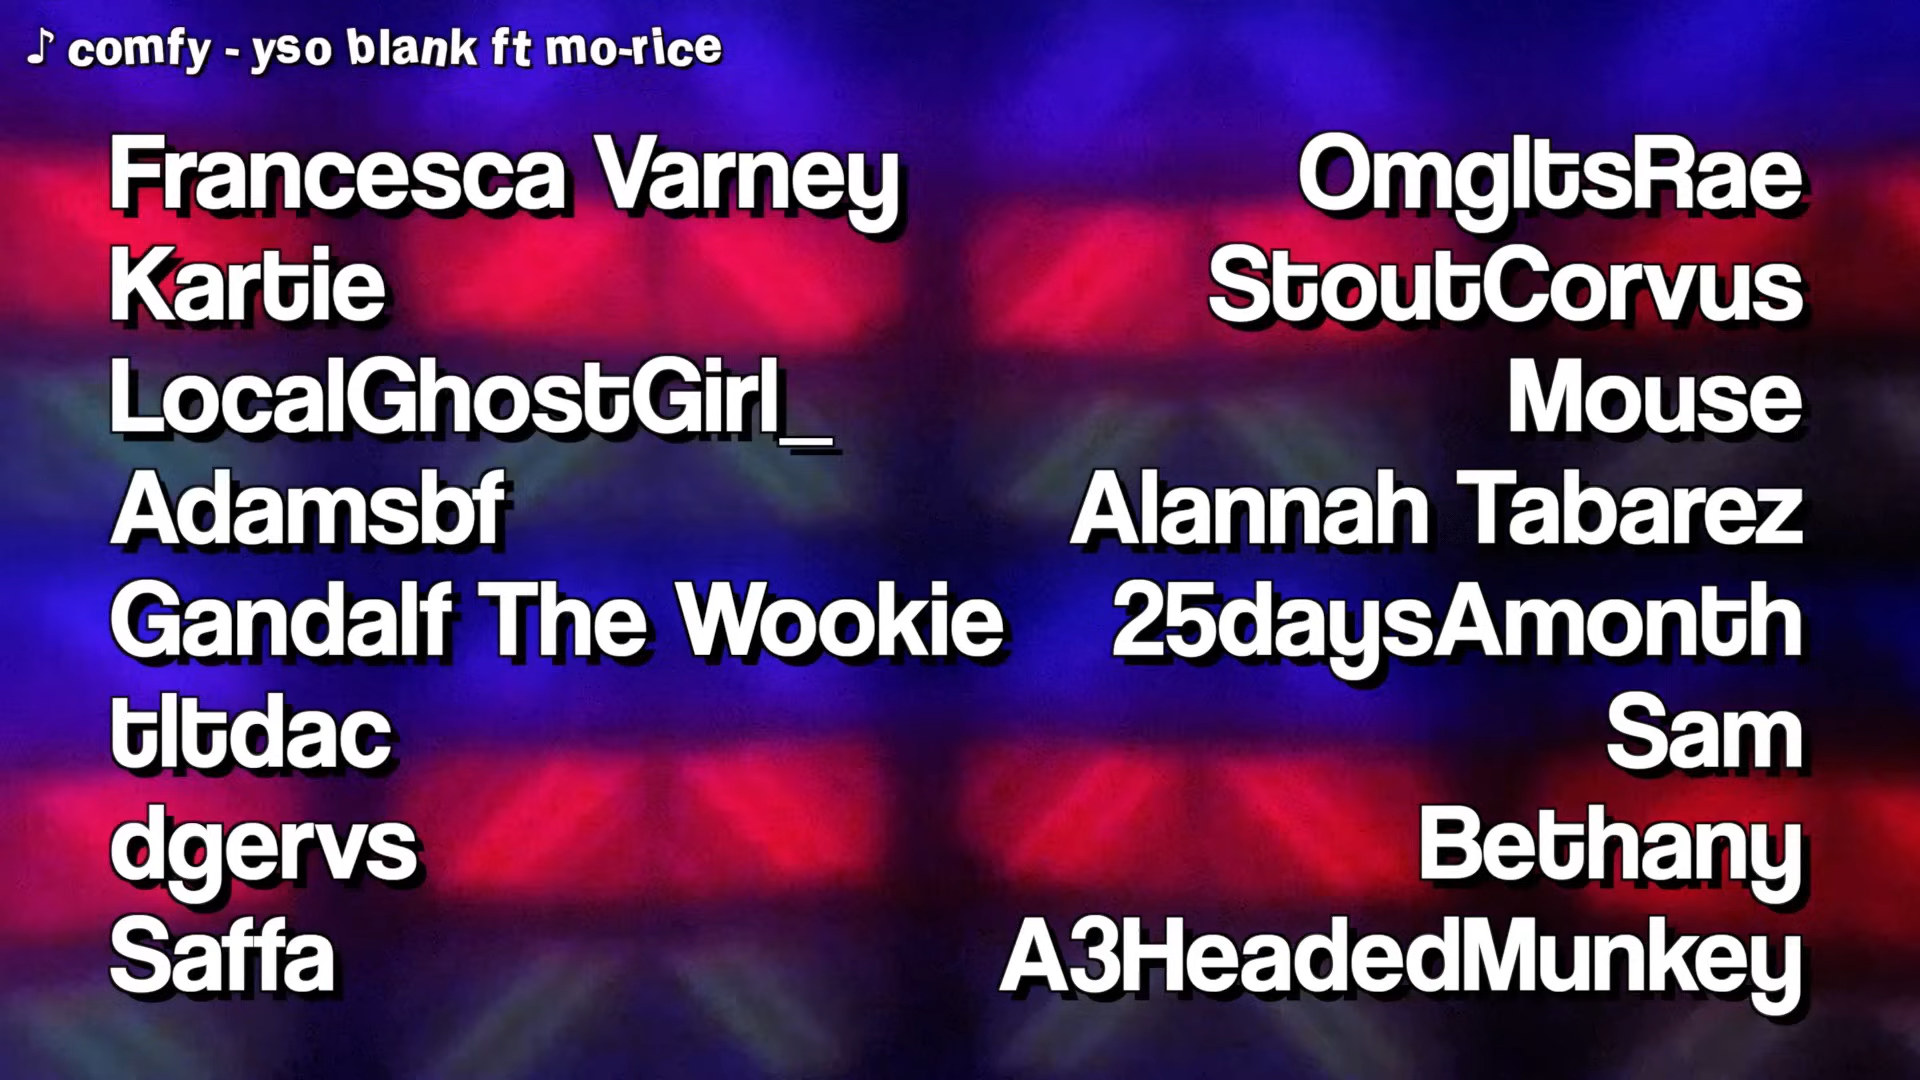 ♪ comfy - yso blank ft mo-rice
Francesca Varney
Kartie
LocalGhostGirl_
Adamsbf
Gandalf The Wookie
tltdac
dgervs
Saffa
OmgItsRae
StoutCorvus
Mouse
Alannah Tabarez
25daysAmonth
Sam
Bethany
A3HeadedMunkey